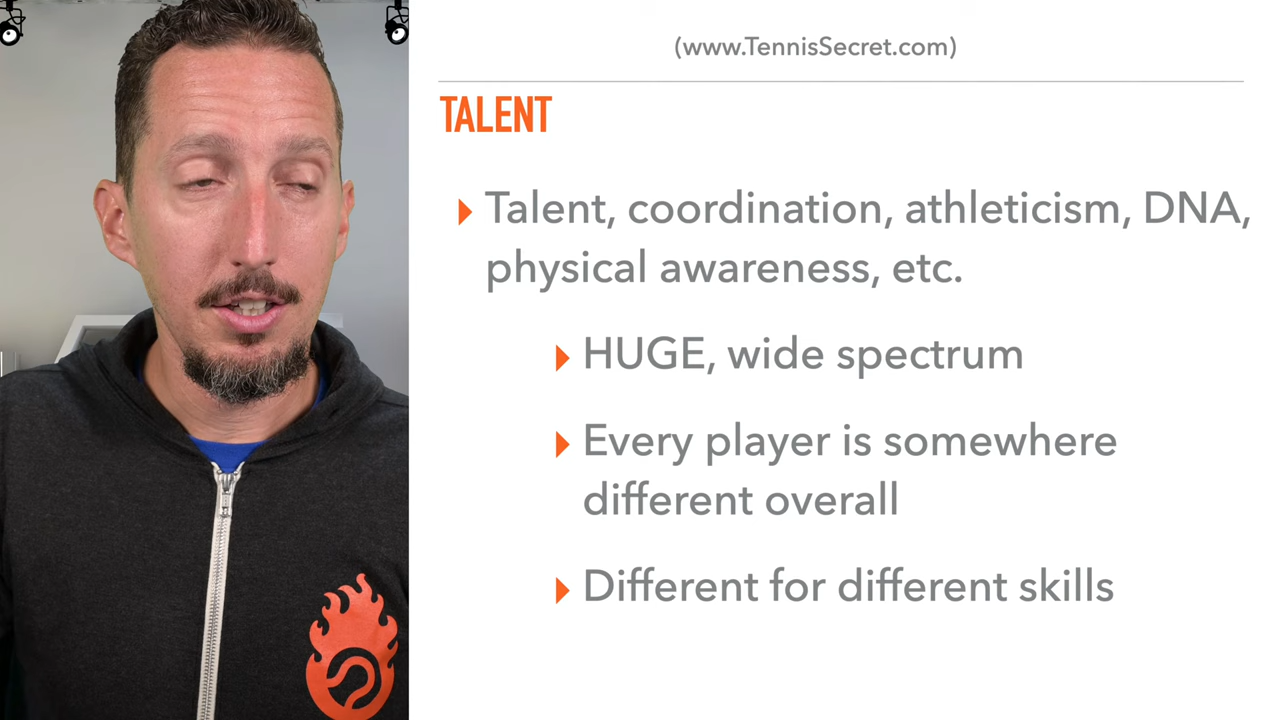 (www.TennisSecret.com)
TALENT
Talent, coordination, athleticism, DNA,
physical awareness, etc.
HUGE, wide spectrum
Every player is somewhere
different overall
Different for different skills